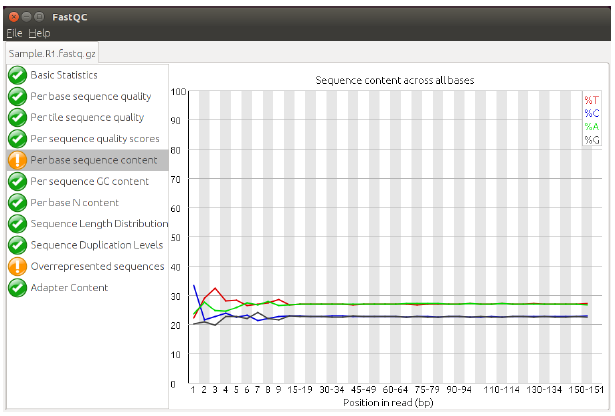 FastQC
File Help
Sample.R1.fastq.gz
Basic Statistics
Per base sequence quality
Per tile sequence quality
Per sequence quality scores
Per base sequence content
Per sequence GC content
Per base N content
Sequence Length Distribution
Sequence Duplication Levels
Overrepresented sequences
Adapter Content
Sequence content across all bases
100
90
80
70
60
50
40
30
20
10
0
%T
%C
%A
%G
1 2 3 4 5 6 7 8 9 15-19 30-34 45-49 60-64 75-79 90-94 110-114 130-134 150-151
Position in read (bp)